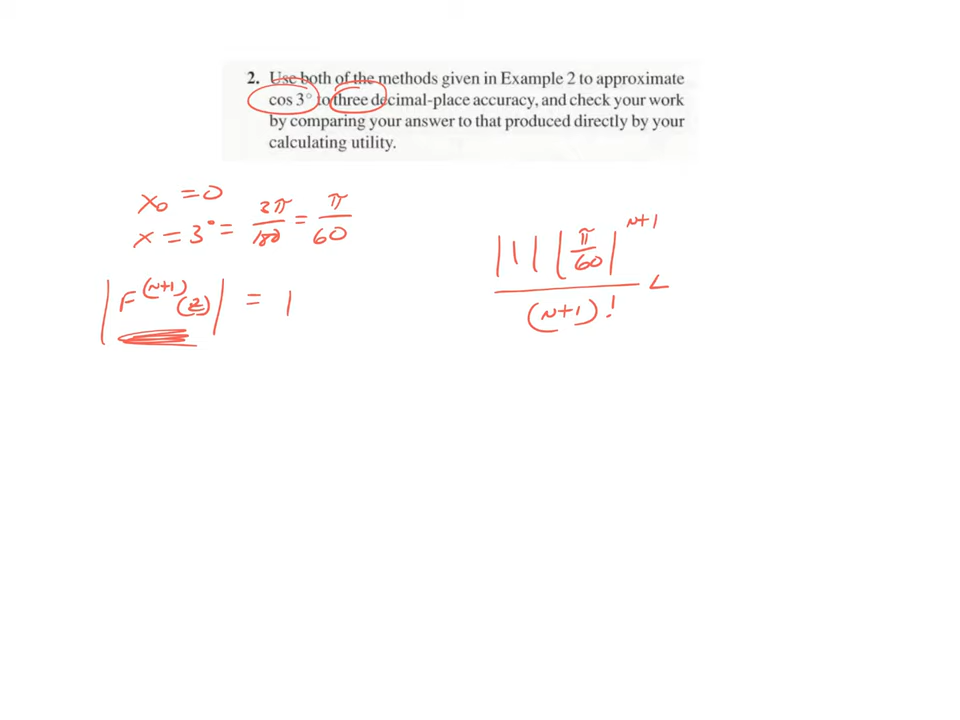 2. Use both of the methods given in Example 2 to approximate
cos 3° to three decimal-place accuracy, and check your work
by comparing your answer to that produced directly by your
calculating utility.
x₀ = 0
x = 3° = 3π/180 = π/60
|F⁽ⁿ⁺¹⁾(z)| = 1
|1| |π/60|ⁿ⁺¹ / (n+1)! <